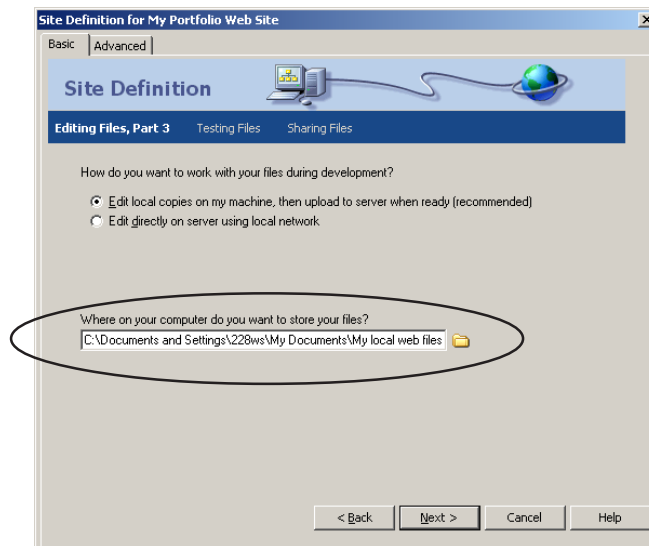 Site Definition for My Portfolio Web Site
Basic Advanced
Site Definition
Editing Files, Part 3 Testing Files Sharing Files
How do you want to work with your files during development?
Edit local copies on my machine, then upload to server when ready (recommended)
Edit directly on server using local network
Where on your computer do you want to store your files?
C:\Documents and Settings\228ws\My Documents\My local web files
< Back Next > Cancel Help